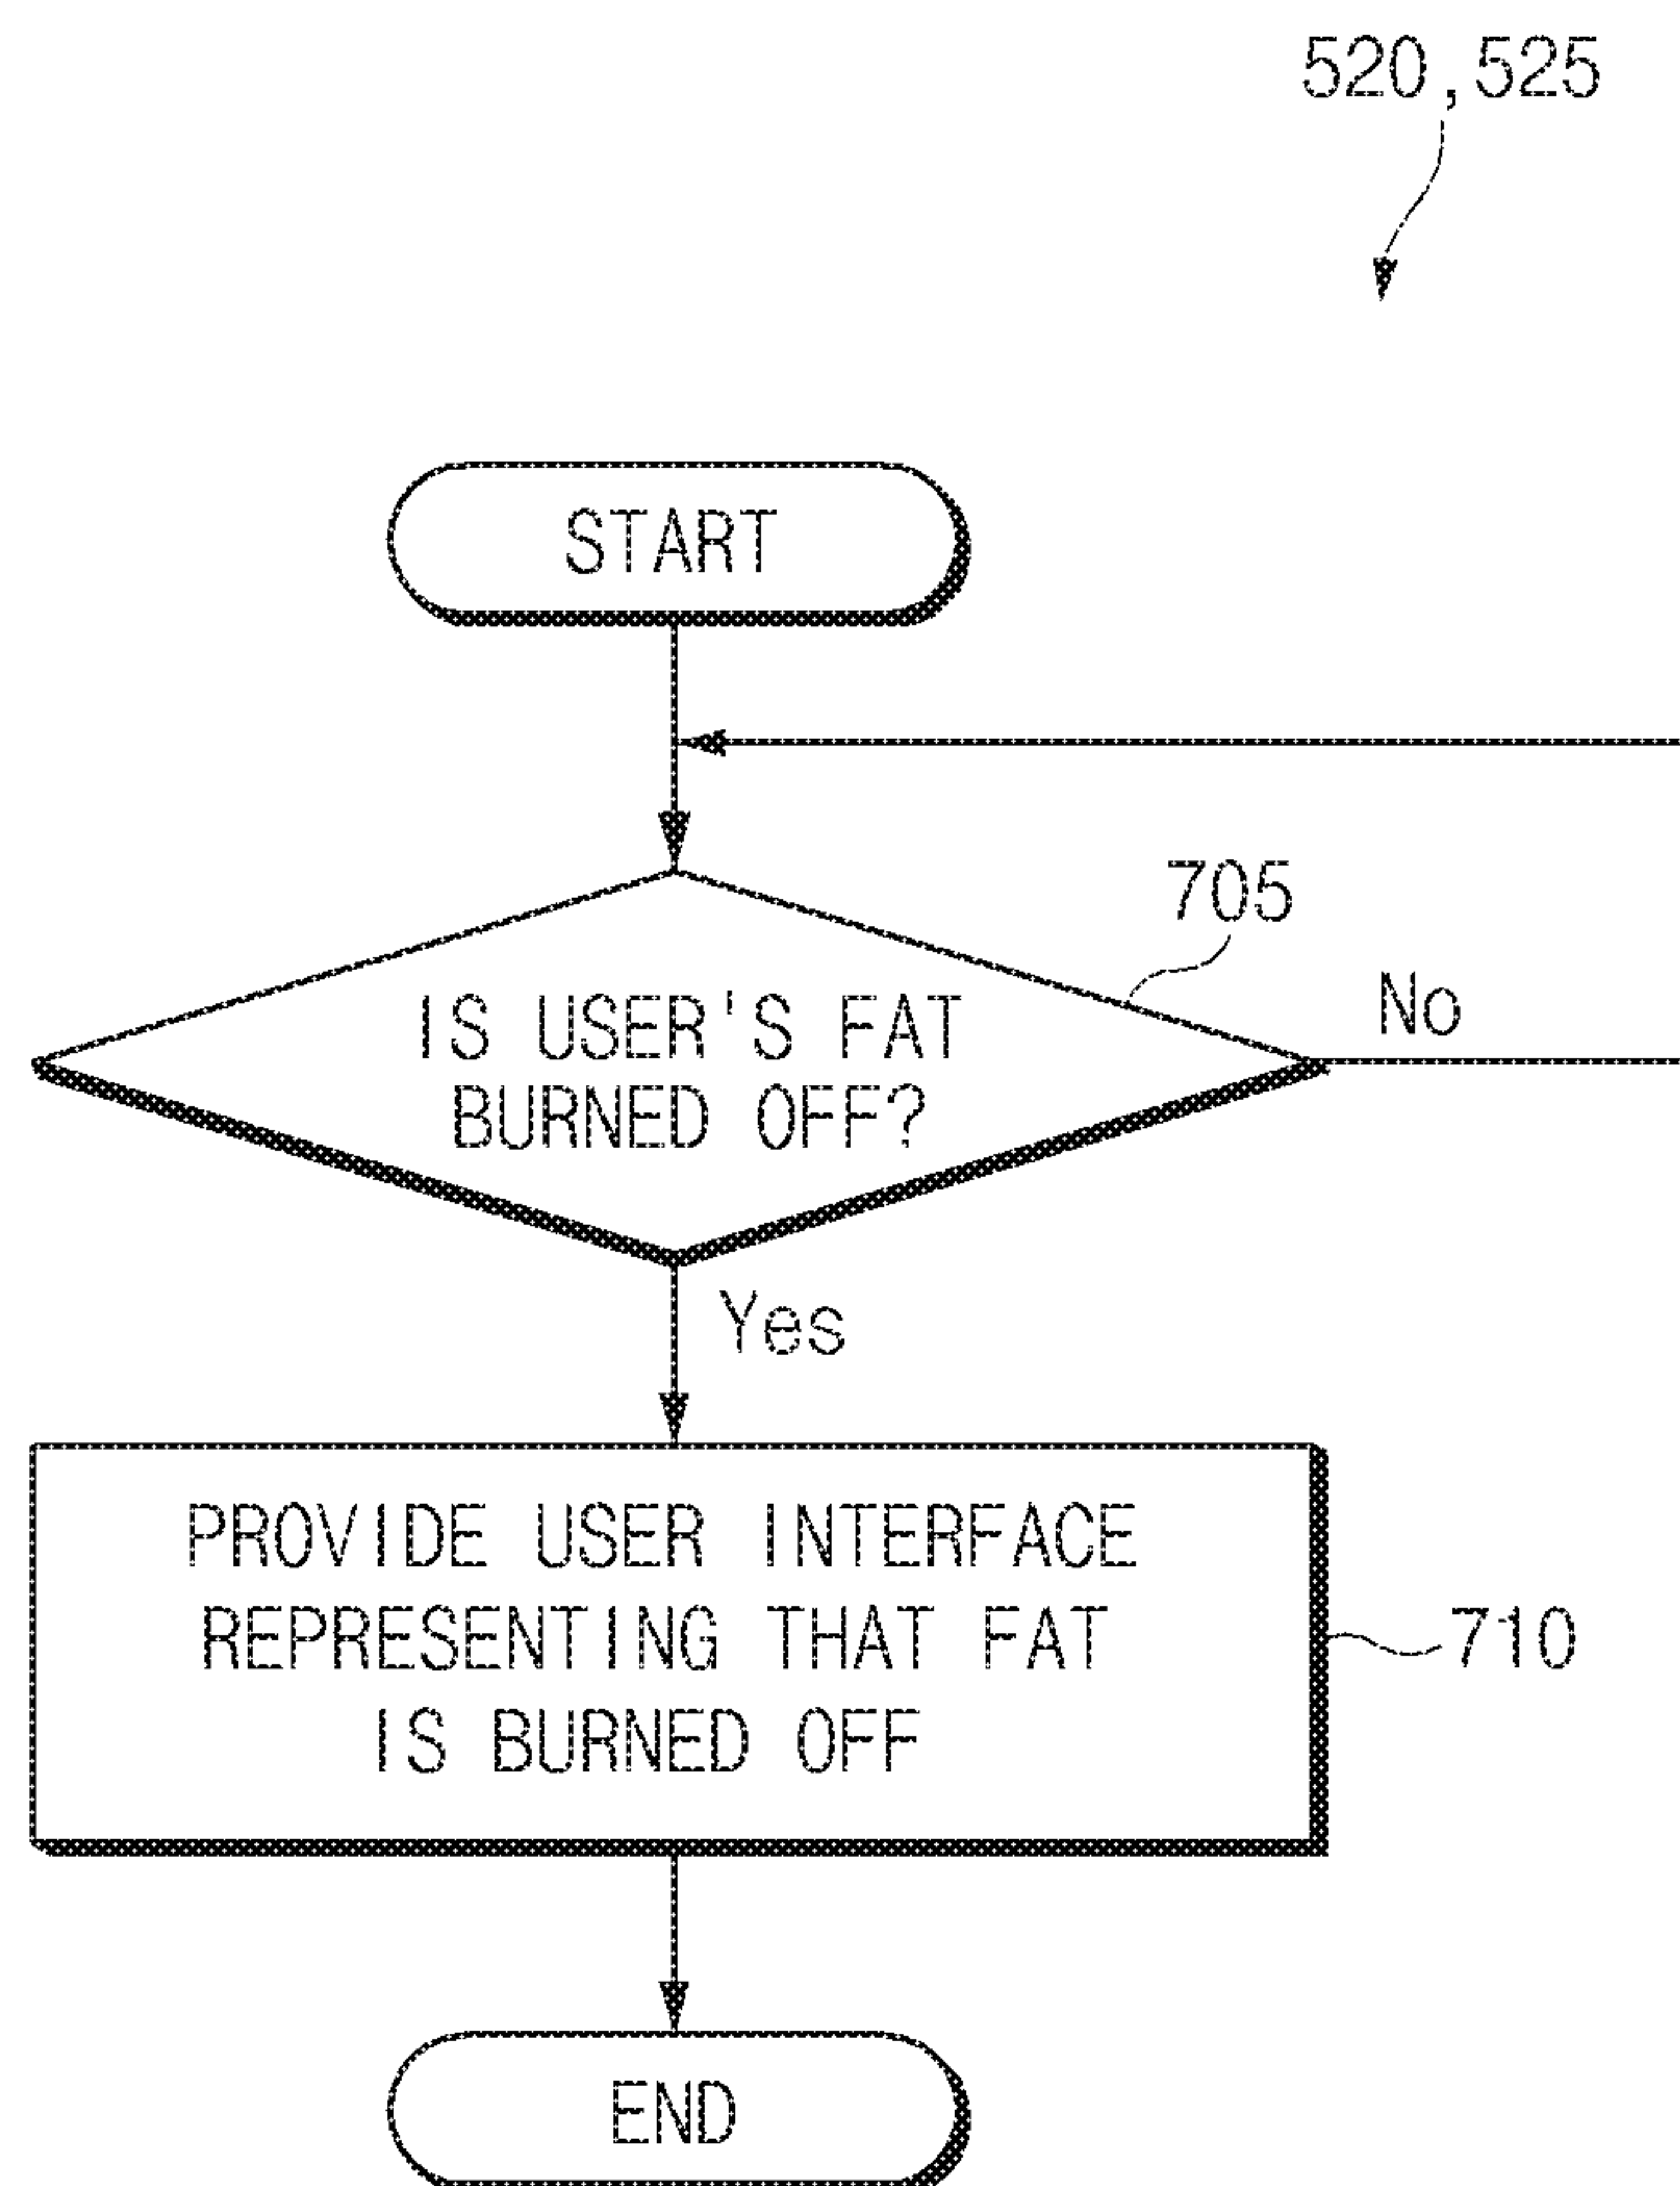 520,525
START
705
IS USER'S FAT
BURNED OFF?
No
Yes
PROVIDE USER INTERFACE
REPRESENTING THAT FAT
IS BURNED OFF
710
END